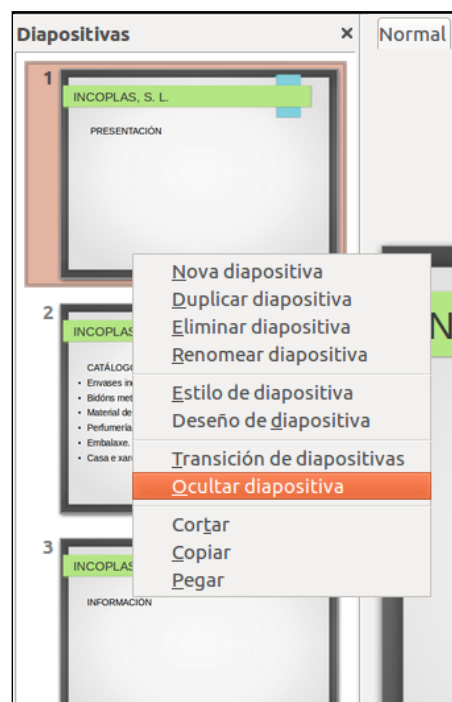 Diapositivas
Normal
1
INCOPLAS, S. L.
PRESENTACIÓN
Nova diapositiva
Duplicar diapositiva
Eliminar diapositiva
Renomear diapositiva
Estilo de diapositiva
Deseño de diapositiva
Transición de diapositivas
Ocultar diapositiva
Cortar
Copiar
Pegar
2
INCOPLAS
CATÁLOGO
• Envases in
• Bidóns met
• Material de
• Perfumería
• Embalaxe.
• Casa e xar
3
INCOPLAS
INFORMACIÓN
N